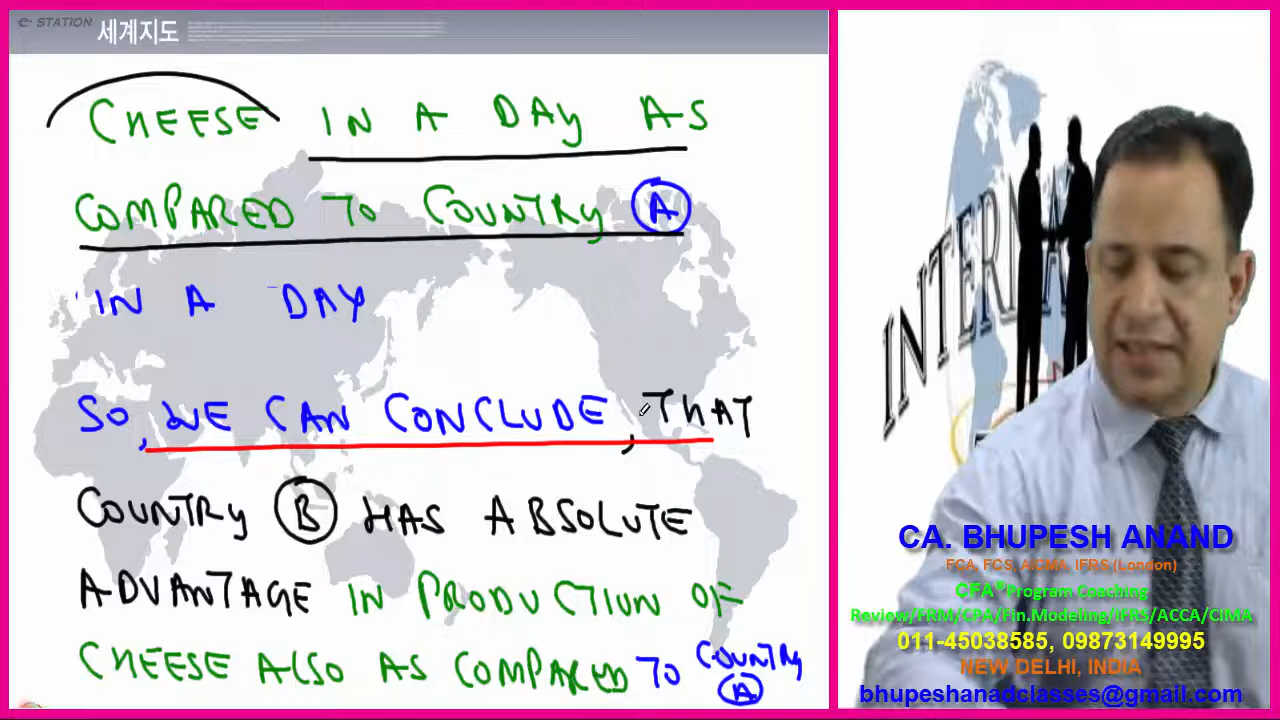 e-STATION
세계지도
CHEESE IN A DAY AS
COMPARED TO COUNTRY A
IN A DAY
SO, WE CAN CONCLUDE, THAT
COUNTRY B HAS ABSOLUTE
ADVANTAGE IN PRODUCTION OF
CHEESE ALSO AS COMPARED TO COUNTRY
A
CA. BHUPESH ANAND
FCA, FCS, AICMA, IFRS (London)
CFA® Program Coaching
Review/FRM/CPA/Fin.Modeling/IFRS/ACCA/CIMA
011-45038585, 09873149995
NEW DELHI, INDIA
bhupeshanadclasses@gmail.com